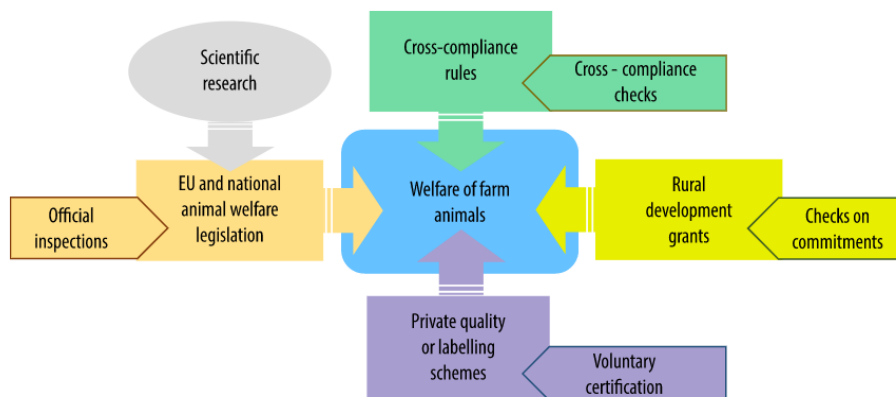 Scientific
research
Cross-compliance
rules
Cross - compliance
checks
EU and national
animal welfare
legislation
Official
inspections
Welfare of farm
animals
Rural
development
grants
Checks on
commitments
Private quality
or labelling
schemes
Voluntary
certification